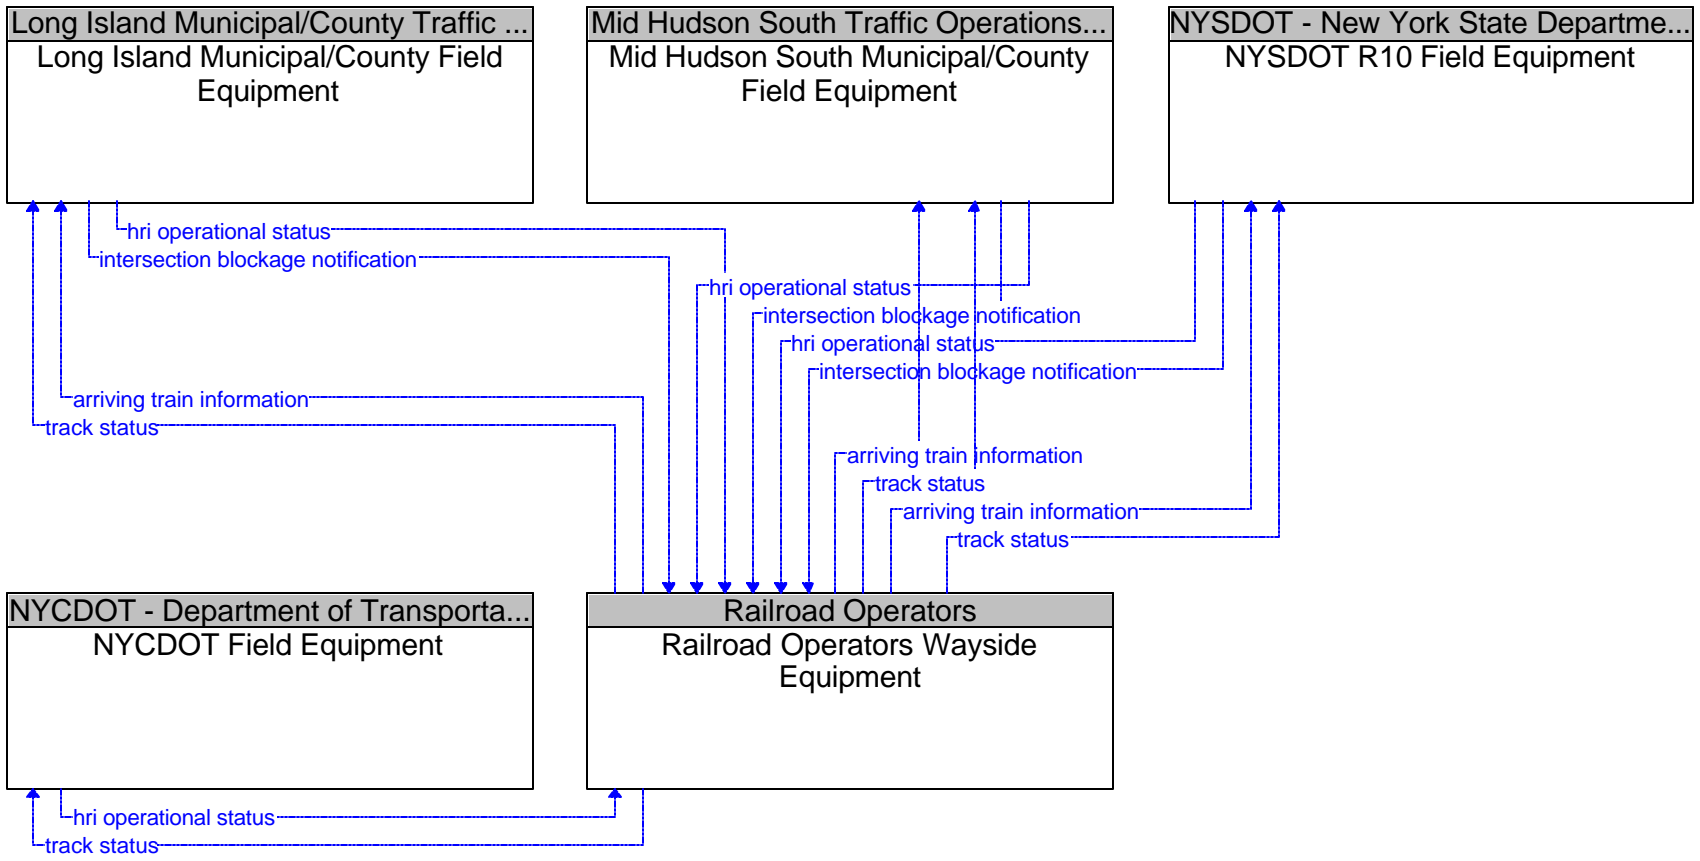 Long Island Municipal/County Traffic ...
Long Island Municipal/County Field
Equipment
Mid Hudson South Traffic Operations...
Mid Hudson South Municipal/County
Field Equipment
NYSDOT - New York State Departme...
NYSDOT R10 Field Equipment
hri operational status
intersection blockage notification
hri operational status
intersection blockage notification
hri operational status
intersection blockage notification
arriving train information
track status
arriving train information
track status
arriving train information
track status
NYCDOT - Department of Transporta...
NYCDOT Field Equipment
Railroad Operators
Railroad Operators Wayside
Equipment
hri operational status
track status